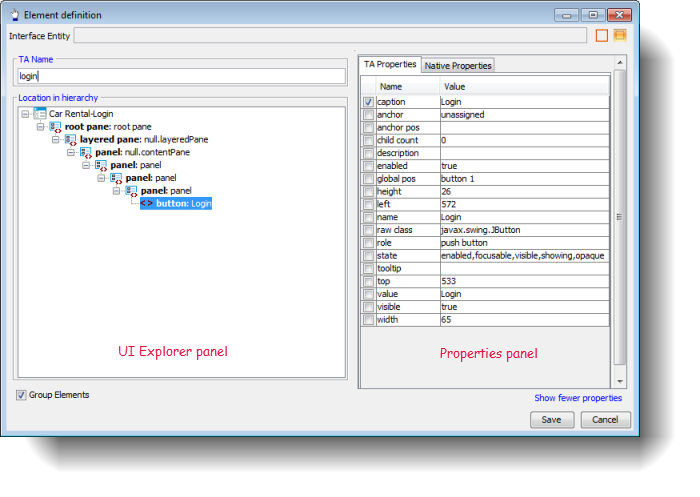 Element definition
Interface Entity
TA Name
login
Location in hierarchy
Car Rental-Login
root pane: root pane
layered pane: null.layeredPane
panel: null.contentPane
panel: panel
panel: panel
panel: panel
<> button: Login
UI Explorer panel
Group Elements
TA Properties Native Properties
Name Value
caption Login
anchor unassigned
anchor pos
child count 0
description
enabled true
global pos button 1
height 26
left 572
name Login
raw class javax.swing.JButton
role push button
state enabled,focusable,visible,showing,opaque
tooltip
top 533
value Login
visible true
width 65
Properties panel
Show fewer properties
Save Cancel